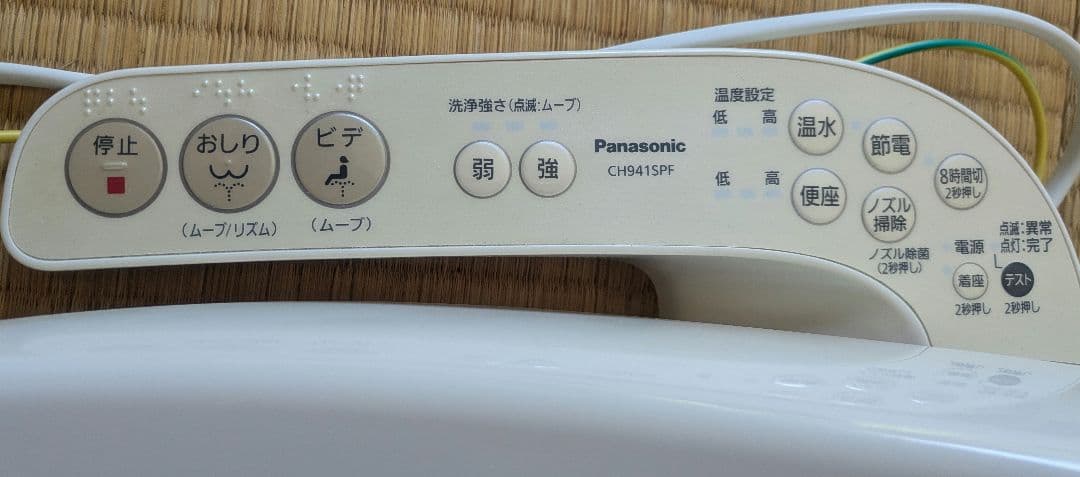 停止
おしり
(ムーブ/リズム)
ビデ
(ムーブ)
洗浄強さ(点滅:ムーブ)
弱
強
Panasonic
CH941SPF
温度設定
低 高
温水
低 高
便座
節電
ノズル
掃除
ノズル除菌
(2秒押し)
8時間切
2秒押し
点滅:異常
点灯:完了
電源
着座
2秒押し
テスト
2秒押し